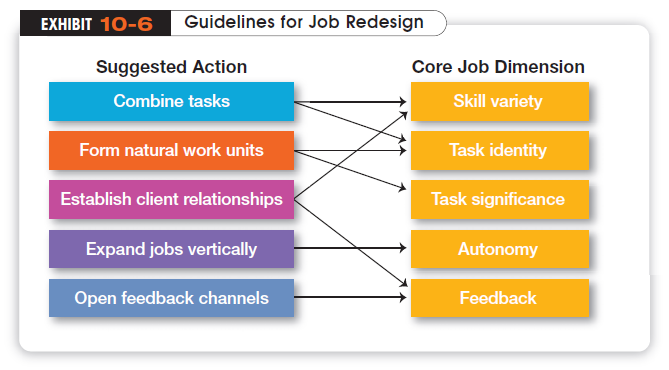 EXHIBIT 10-6 Guidelines for Job Redesign
Suggested Action Core Job Dimension
Combine tasks Skill variety
Form natural work units Task identity
Establish client relationships Task significance
Expand jobs vertically Autonomy
Open feedback channels Feedback